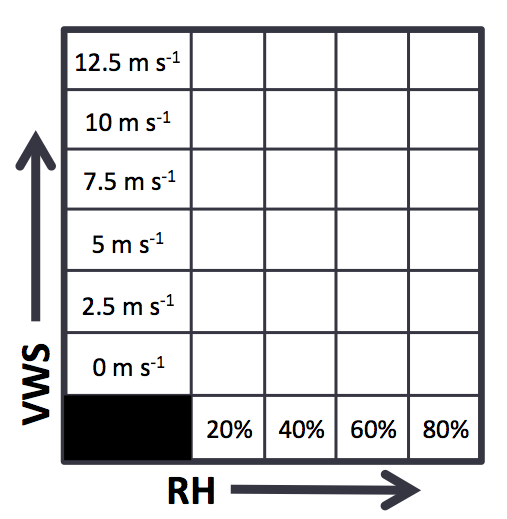 12.5 m s⁻¹
10 m s⁻¹
7.5 m s⁻¹
5 m s⁻¹
2.5 m s⁻¹
0 m s⁻¹
VWS
20% 40% 60% 80%
RH